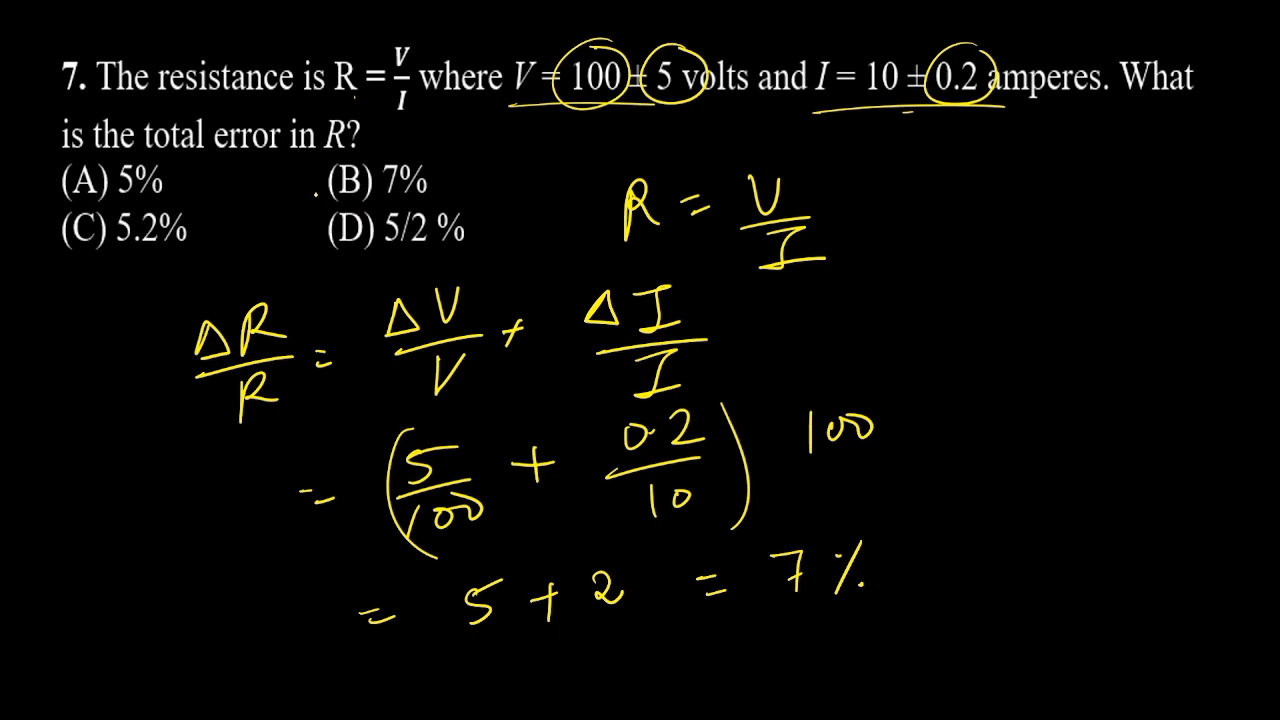 7. The resistance is R = V/I where V = 100 ± 5 volts and I = 10 ± 0.2 amperes. What
is the total error in R?
(A) 5% (B) 7%
(C) 5.2% (D) 5/2 %
R = V/I
ΔR/R = ΔV/V + ΔI/I
= (5/100 + 0.2/10) 100
= 5 + 2 = 7 %